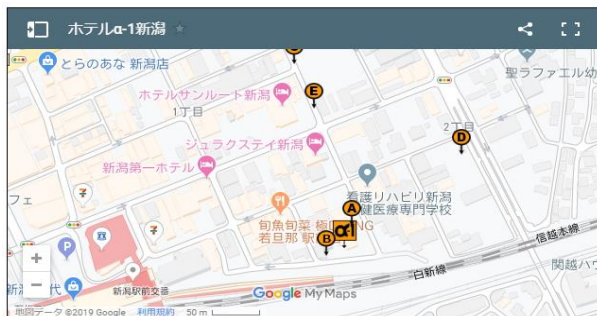 ホテルα-1新潟
とらのあな 新潟店
聖ラファエル幼
ホテルサンルート新潟
E
1丁目
2丁目
D
ジュラクステイ新潟
新潟第一ホテル
看護リハビリ新潟
保健医療専門学校
フェ
A
旬魚旬菜
若旦那
B
α-1
信越本線
関越ハウ
白新線
P
新潟駅前交番
Google My Maps
地図データ ©2019 Google
利用規約
50 m